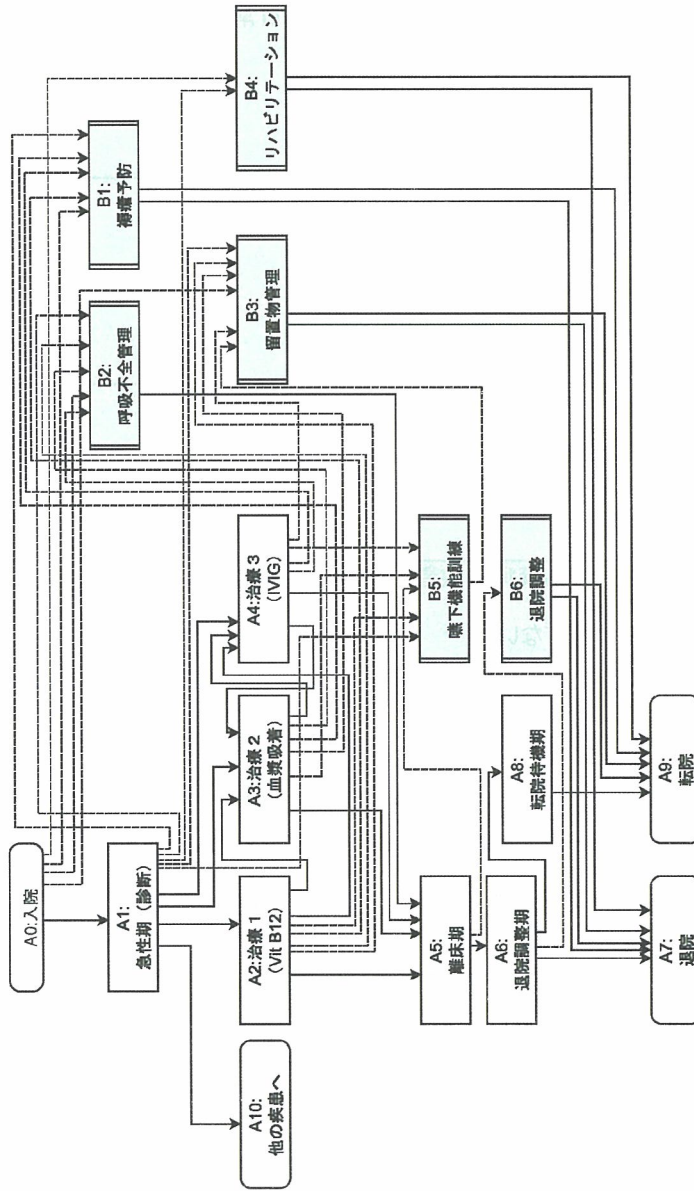 A0:入院
A1:
急性期（診断）
A10:
他の疾患へ
A2:治療1
(Vit B12)
A3:治療2
(血漿吸着)
A4:治療3
(IVIG)
B2:
呼吸不全管理
B1:
褥瘡予防
B3:
留置物管理
B4:
リハビリテーション
A5:
離床期
B5:
嚥下機能訓練
A6:
退院調整期
A8:
転院待機期
B6:
退院調整
A7:
退院
A9:
転院